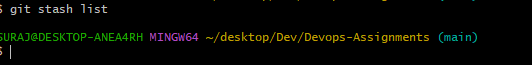 $ git stash list
SURAJ@DESKTOP-ANEA4RH MINGW64 ~/desktop/Dev/Devops-Assignments (main)
$